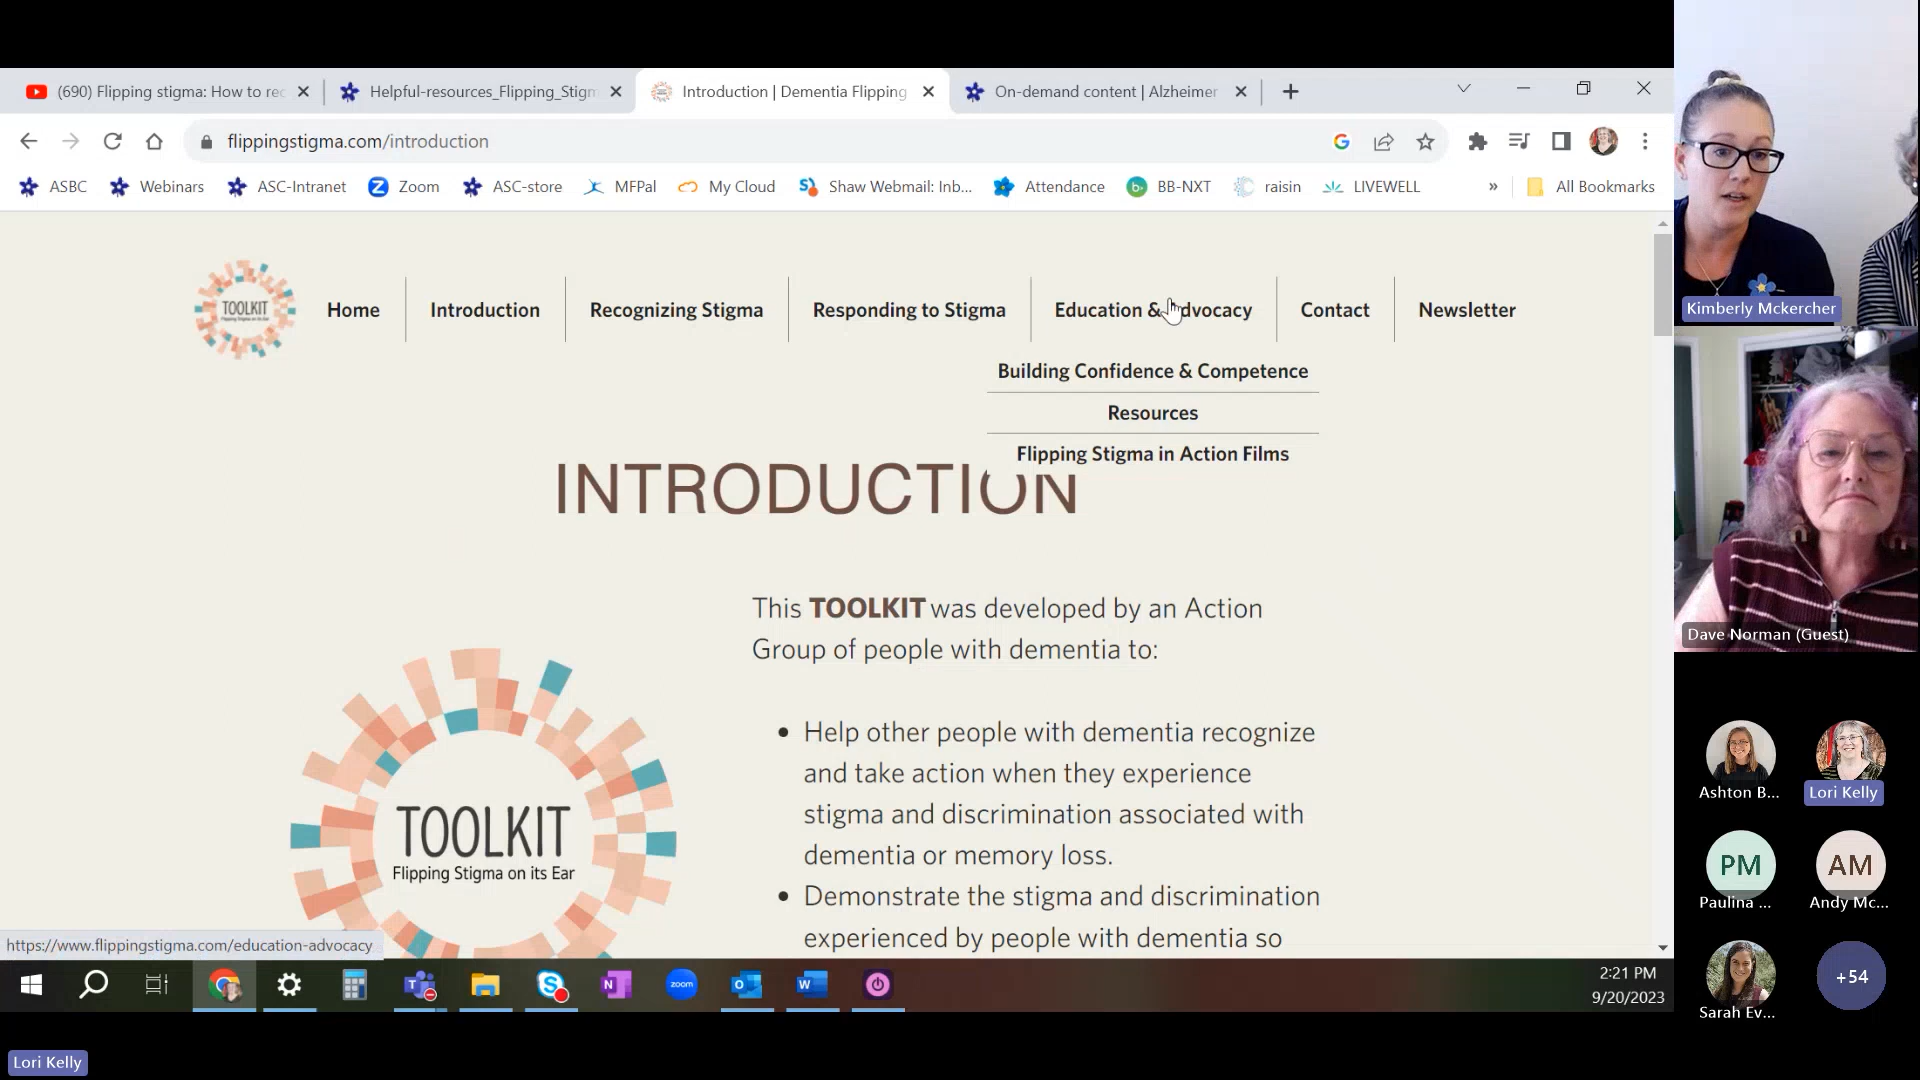 (690) Flipping stigma: How to rec
Helpful-resources_Flipping_Stigm
Introduction | Dementia Flipping
On-demand content | Alzheimer
flippingstigma.com/introduction
ASBC
Webinars
ASC-Intranet
Zoom
ASC-store
MFPal
My Cloud
Shaw Webmail: Inb...
Attendance
BB-NXT
raisin
LIVEWELL
»
All Bookmarks
TOOLKIT
Flipping Stigma on its Ear
Home
Introduction
Recognizing Stigma
Responding to Stigma
Education & Advocacy
Contact
Newsletter
Building Confidence & Competence
Resources
Flipping Stigma in Action Films
INTRODUCTION
This TOOLKIT was developed by an Action
Group of people with dementia to:
• Help other people with dementia recognize
and take action when they experience
stigma and discrimination associated with
dementia or memory loss.
• Demonstrate the stigma and discrimination
experienced by people with dementia so
TOOLKIT
Flipping Stigma on its Ear
https://www.flippingstigma.com/education-advocacy
zoom
2:21 PM
9/20/2023
Lori Kelly
Kimberly Mckercher
Dave Norman (Guest)
Ashton B...
Lori Kelly
PM
Paulina ...
AM
Andy Mc...
Sarah Ev...
+54